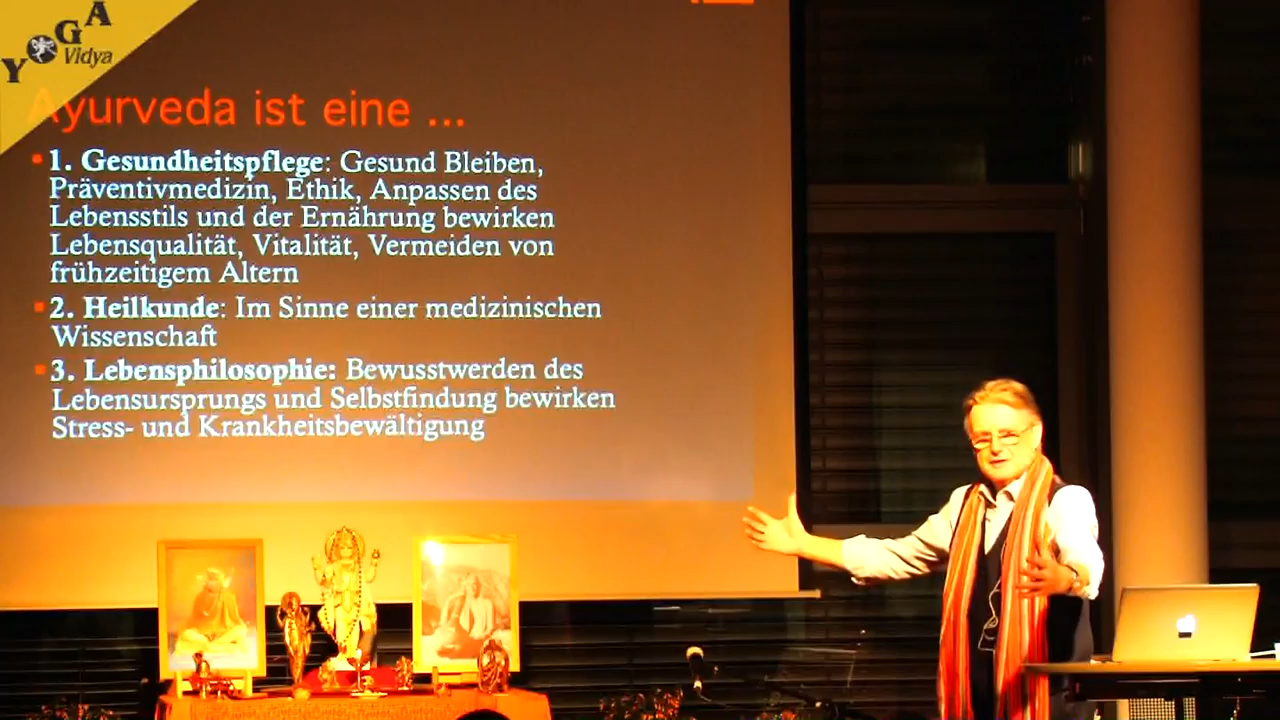 YOGA
Vidya
Ayurveda ist eine ...
1. Gesundheitspflege: Gesund Bleiben,
Präventivmedizin, Ethik, Anpassen des
Lebensstils und der Ernährung bewirken
Lebensqualität, Vitalität, Vermeiden von
frühzeitigem Altern
2. Heilkunde: Im Sinne einer medizinischen
Wissenschaft
3. Lebensphilosophie: Bewusstwerden des
Lebensursprungs und Selbstfindung bewirken
Stress- und Krankheitsbewältigung